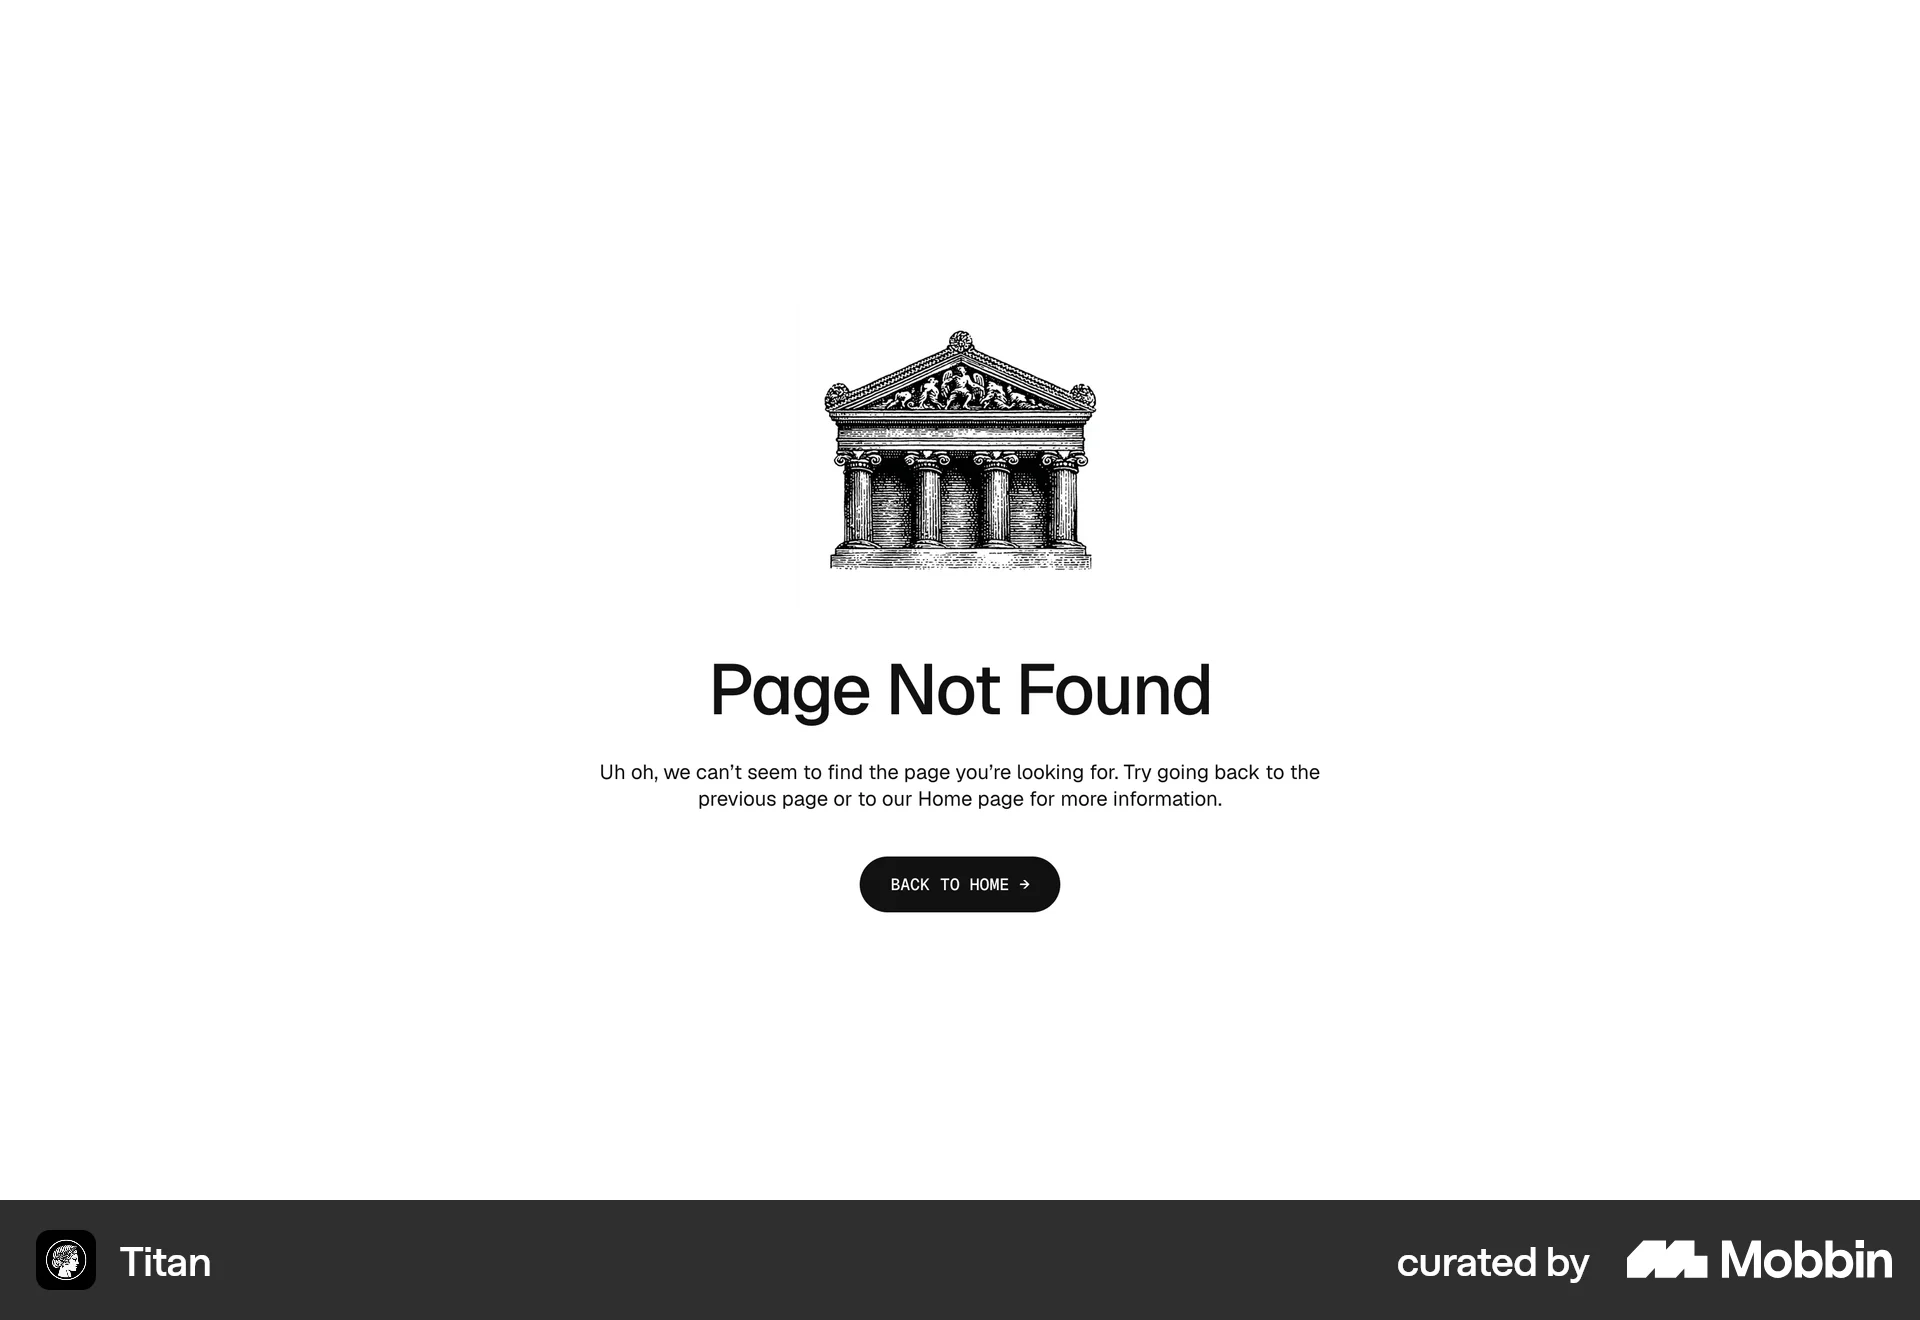 Page Not Found
Uh oh, we can’t seem to find the page you’re looking for. Try going back to the
previous page or to our Home page for more information.
BACK TO HOME →
Titan
curated by Mobbin